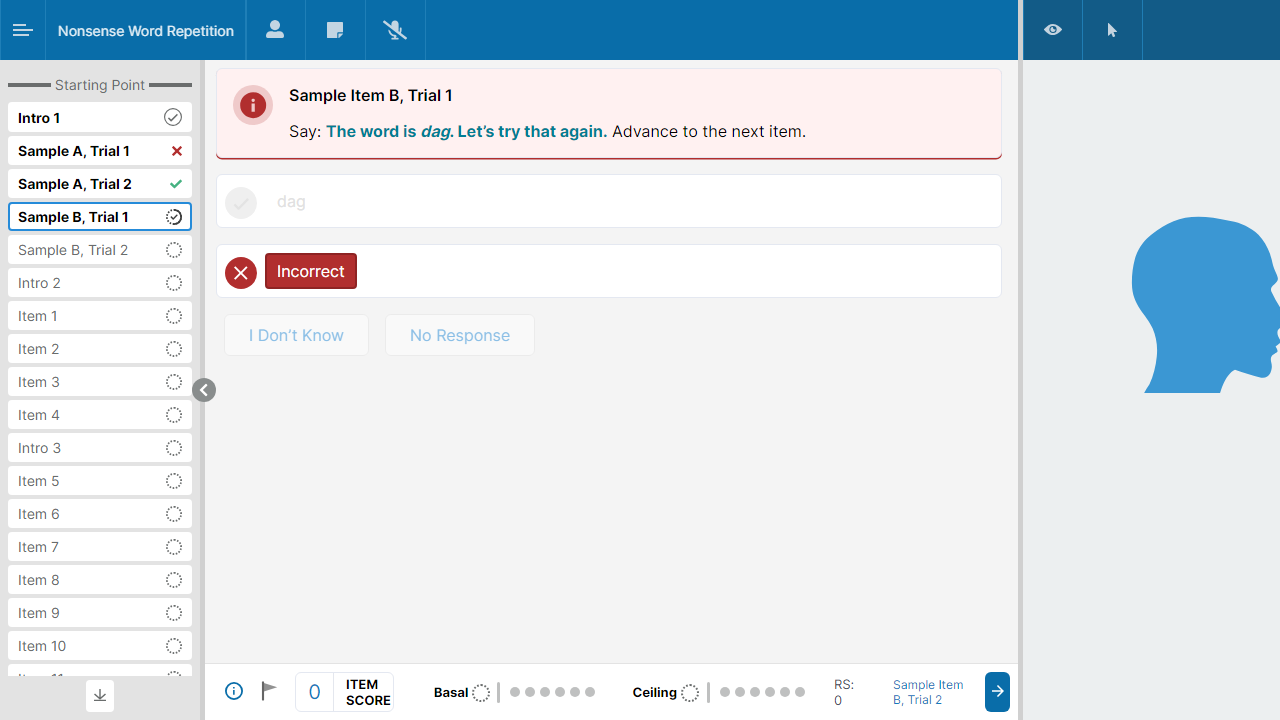 Nonsense Word Repetition
Starting Point
Intro 1
Sample A, Trial 1
Sample A, Trial 2
Sample B, Trial 1
Sample B, Trial 2
Intro 2
Item 1
Item 2
Item 3
Item 4
Intro 3
Item 5
Item 6
Item 7
Item 8
Item 9
Item 10
Sample Item B, Trial 1
Say: The word is dag. Let’s try that again. Advance to the next item.
dag
Incorrect
I Don’t Know
No Response
0
ITEM
SCORE
Basal
Ceiling
RS:
0
Sample Item
B, Trial 2